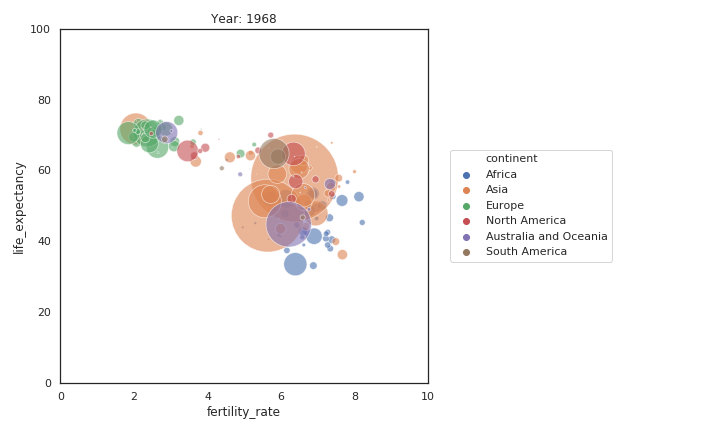 Year: 1968
100
80
60
40
20
0
life_expectancy
0 2 4 6 8 10
fertility_rate
continent
Africa
Asia
Europe
North America
Australia and Oceania
South America